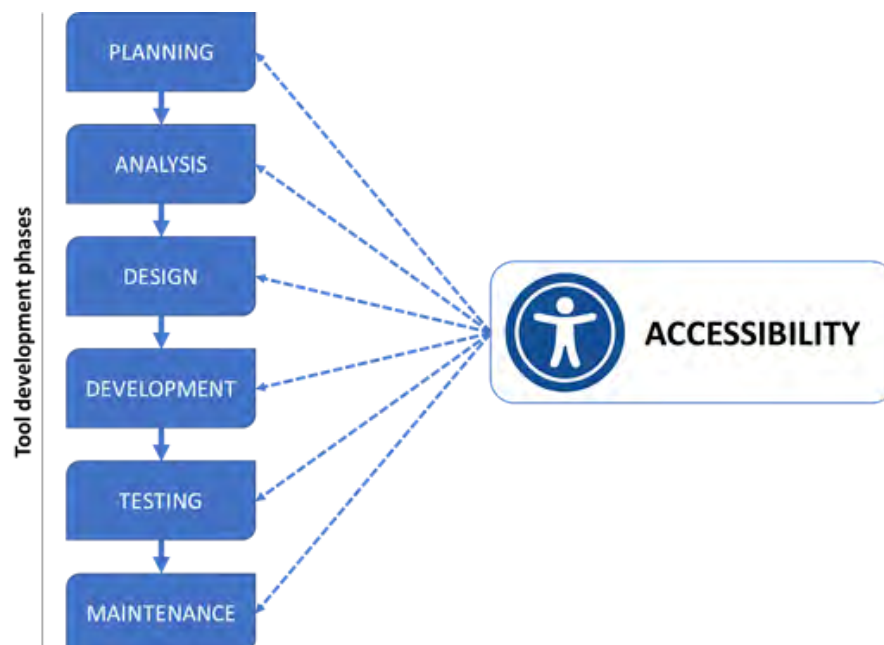 Tool development phases
PLANNING
ANALYSIS
DESIGN
DEVELOPMENT
TESTING
MAINTENANCE
ACCESSIBILITY